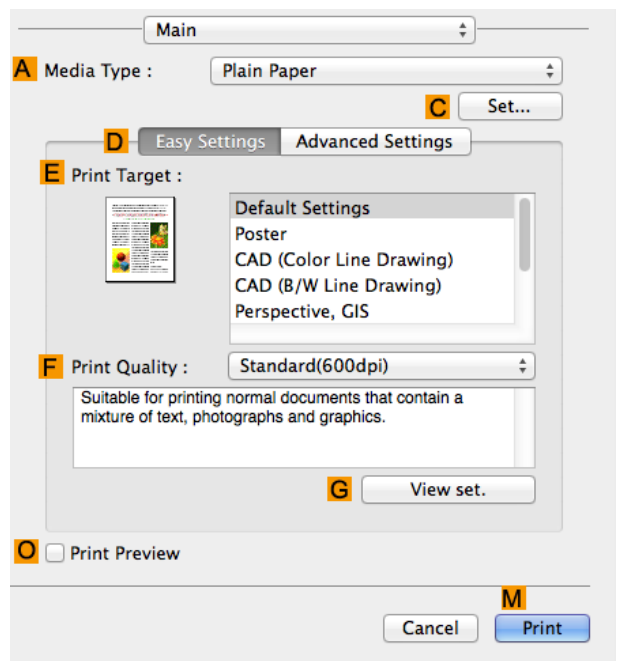 Main
A Media Type : Plain Paper
C Set...
D Easy Settings Advanced Settings
E Print Target :
Default Settings
Poster
CAD (Color Line Drawing)
CAD (B/W Line Drawing)
Perspective, GIS
F Print Quality : Standard(600dpi)
Suitable for printing normal documents that contain a
mixture of text, photographs and graphics.
G View set.
O Print Preview
M
Cancel Print